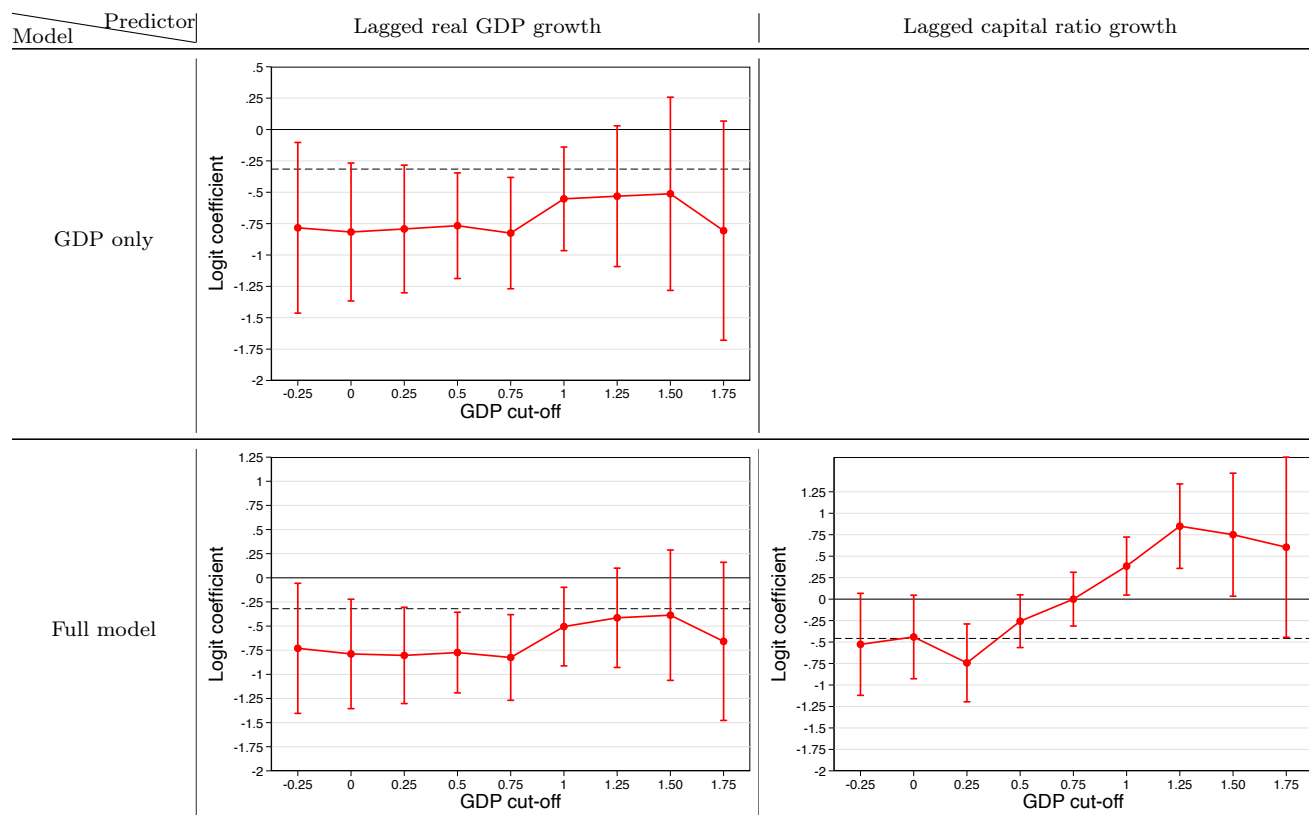 Predictor
Model
Lagged real GDP growth
Lagged capital ratio growth
GDP only
Logit coefficient
.5
.25
0
-.25
-.5
-.75
-1
-1.25
-1.5
-1.75
-2
-0.25 0 0.25 0.5 0.75 1 1.25 1.50 1.75
GDP cut-off
Full model
Logit coefficient
1.25
1
.75
.5
.25
0
-.25
-.5
-.75
-1
-1.25
-1.5
-1.75
-2
-0.25 0 0.25 0.5 0.75 1 1.25 1.50 1.75
GDP cut-off
Logit coefficient
1.25
1
.75
.5
.25
0
-.25
-.5
-.75
-1
-1.25
-1.5
-1.75
-2
-0.25 0 0.25 0.5 0.75 1 1.25 1.50 1.75
GDP cut-off